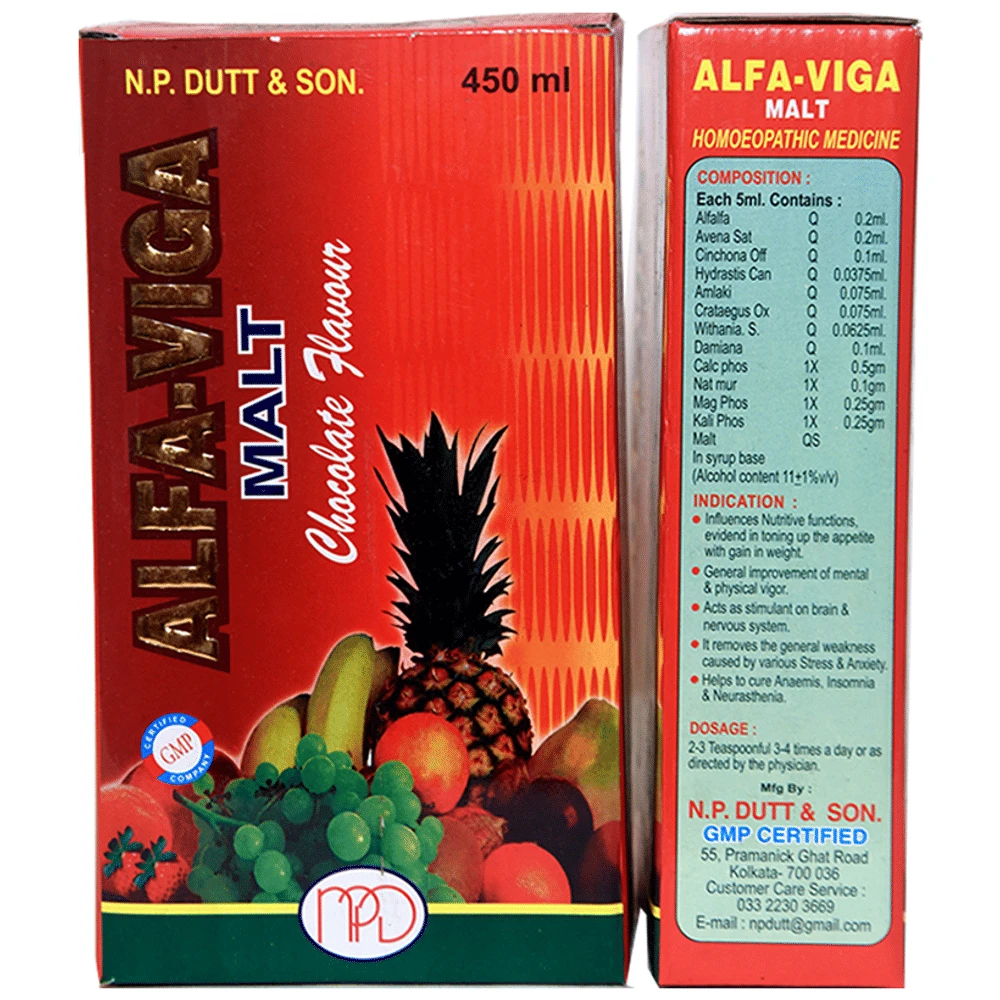 N.P. DUTT & SON.
450 ml
ALFA-VIGA
MALT
Chocolate Flavour
CERTIFIED
GMP
COMPANY
NPD
ALFA-VIGA
MALT
HOMOEOPATHIC MEDICINE
COMPOSITION :
Each 5ml. Contains :
Alfalfa Q 0.2ml.
Avena Sat Q 0.2ml.
Cinchona Off Q 0.1ml.
Hydrastis Can Q 0.0375ml.
Amlaki Q 0.075ml.
Crataegus Ox Q 0.075ml.
Withania. S. Q 0.0625ml.
Damiana Q 0.1ml.
Calc phos 1X 0.5gm
Nat mur 1X 0.1gm
Mag Phos 1X 0.25gm
Kali Phos 1X 0.25gm
Malt QS
In syrup base
(Alcohol content 11±1%v/v)
INDICATION :
• Influences Nutritive functions,
evidend in toning up the appetite
with gain in weight.
• General improvement of mental
& physical vigor.
• Acts as stimulant on brain &
nervous system.
• It removes the general weakness
caused by various Stress & Anxiety.
• Helps to cure Anaemis, Insomnia
& Neurasthenia.
DOSAGE :
2-3 Teaspoonful 3-4 times a day or as
directed by the physician.
Mfg By :
N.P. DUTT & SON.
GMP CERTIFIED
55, Pramanick Ghat Road
Kolkata- 700 036
Customer Care Service :
033 2230 3669
E-mail : npdutt@gmail.com